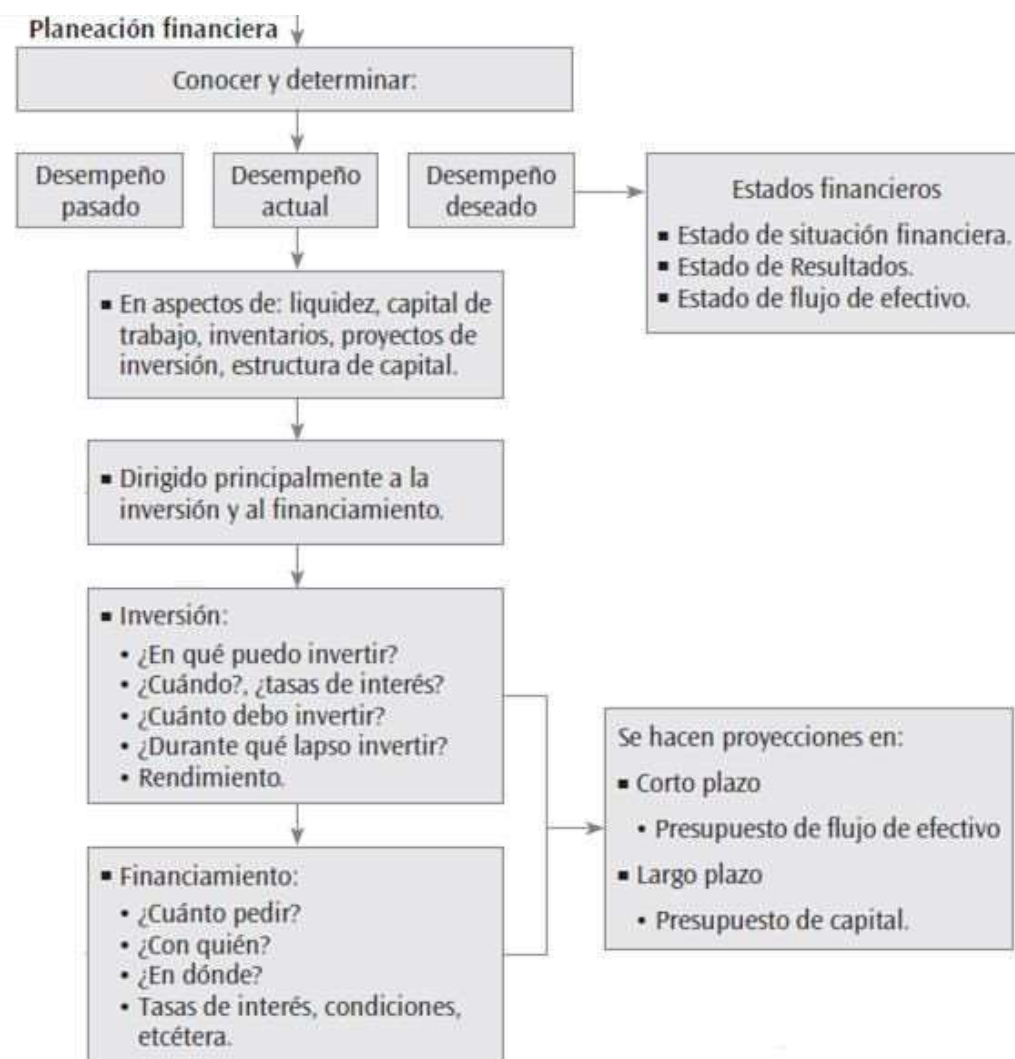 Planeación financiera
Conocer y determinar:
Desempeño
pasado
Desempeño
actual
Desempeño
deseado
Estados financieros
▪ Estado de situación financiera.
▪ Estado de Resultados.
▪ Estado de flujo de efectivo.
▪ En aspectos de: liquidez, capital de
trabajo, inventarios, proyectos de
inversión, estructura de capital.
▪ Dirigido principalmente a la
inversión y al financiamiento.
▪ Inversión:
• ¿En qué puedo invertir?
• ¿Cuándo?, ¿tasas de interés?
• ¿Cuánto debo invertir?
• ¿Durante qué lapso invertir?
• Rendimiento.
▪ Financiamiento:
• ¿Cuánto pedir?
• ¿Con quién?
• ¿En dónde?
• Tasas de interés, condiciones,
etcétera.
Se hacen proyecciones en:
▪ Corto plazo
• Presupuesto de flujo de efectivo
▪ Largo plazo
• Presupuesto de capital.